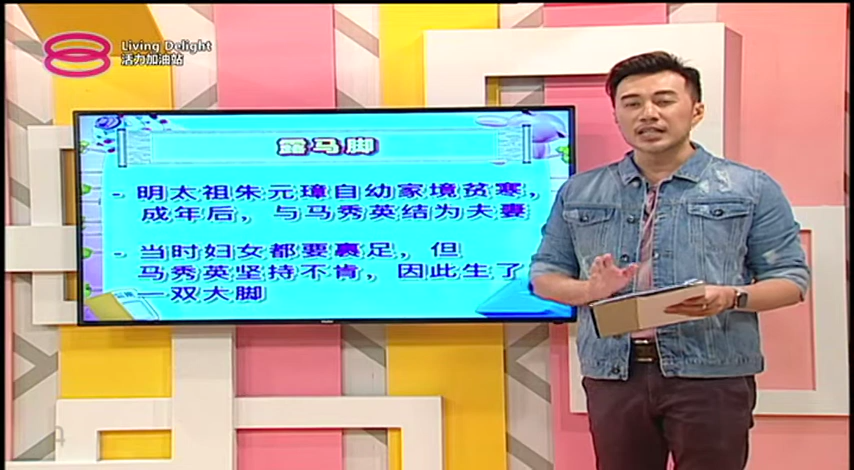 Living Delight
活力加油站
露马脚
- 明太祖朱元璋自幼家境贫寒，
成年后，与马秀英结为夫妻
- 当时妇女都要裹足，但
马秀英坚持不肯，因此生了
一双大脚